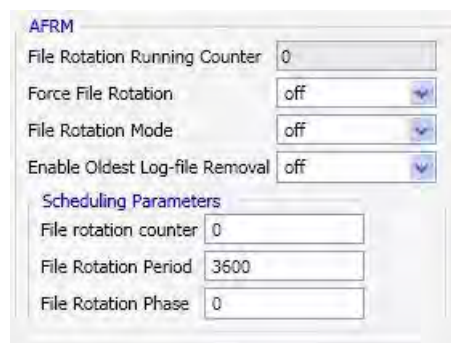 AFRM
File Rotation Running Counter 0
Force File Rotation off
File Rotation Mode off
Enable Oldest Log-file Removal off
Scheduling Parameters
File rotation counter 0
File Rotation Period 3600
File Rotation Phase 0